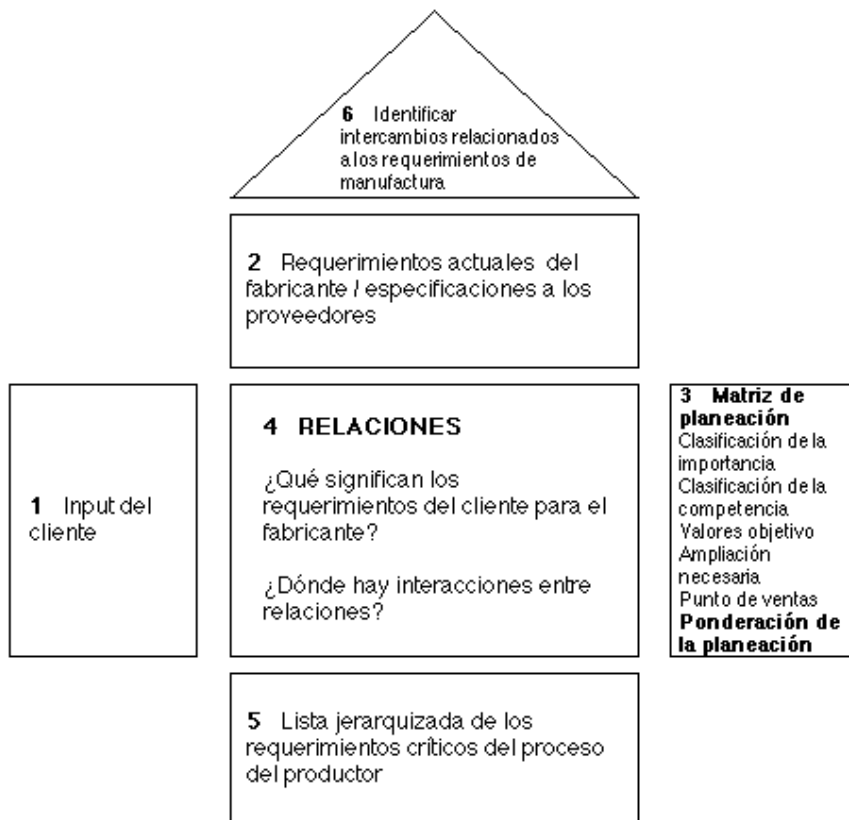 6 Identificar
intercambios relacionados
a los requerimientos de
manufactura
2 Requerimientos actuales del
fabricante / especificaciones a los
proveedores
1 Input del
cliente
4 RELACIONES
¿Qué significan los
requerimientos del cliente para el
fabricante?
¿Dónde hay interacciones entre
relaciones?
3 Matriz de
planeación
Clasificación de la
importancia
Clasificación de la
competencia
Valores objetivo
Ampliación
necesaria
Punto de ventas
Ponderación de
la planeación
5 Lista jerarquizada de los
requerimientos críticos del proceso
del productor